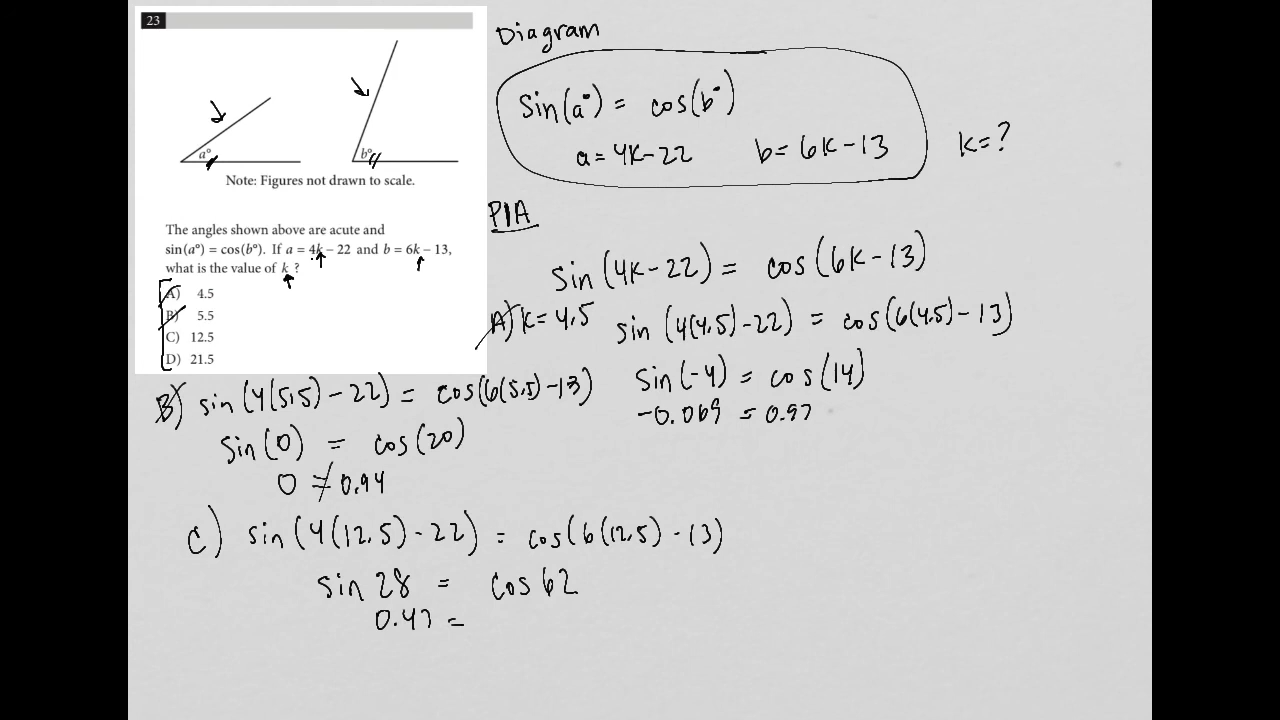 23
a°
b°
Note: Figures not drawn to scale.
The angles shown above are acute and
sin(a°) = cos(b°). If a = 4k − 22 and b = 6k − 13,
what is the value of k ?
A) 4.5
B) 5.5
C) 12.5
D) 21.5
Diagram
Sin(a°) = cos(b°)
a = 4k-22 b = 6k-13 k=?
PIA
sin (4k-22) = cos(6k-13)
A) k=4.5 sin (4(4.5)-22) = cos(6(4.5)-13)
sin(-4) = cos(14)
-0.069 = 0.97
B) sin(4(5.5)-22) = cos(6(5.5)-13)
sin(0) = cos(20)
0 ≠ 0.94
C) sin(4(12.5)-22) = cos(6(12.5)-13)
sin 28 = cos 62
0.47 =